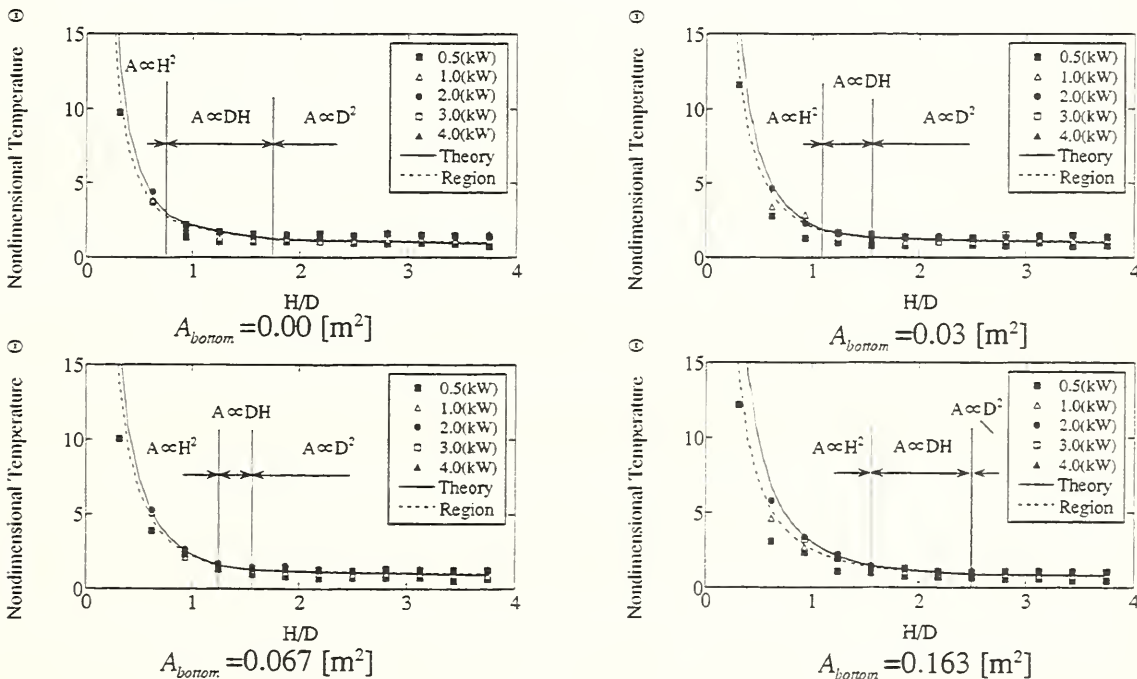 Nondimensional Temperature Θ
15
10
5
0
0 1 2 3 4
H/D
A∝H²
A∝DH
A∝D²
0.5(kW)
1.0(kW)
2.0(kW)
3.0(kW)
4.0(kW)
Theory
Region
A_bottom=0.00 [m²]
Nondimensional Temperature Θ
15
10
5
0
0 1 2 3 4
H/D
A∝DH
A∝H²
A∝D²
0.5(kW)
1.0(kW)
2.0(kW)
3.0(kW)
4.0(kW)
Theory
Region
A_bottom=0.03 [m²]
Nondimensional Temperature Θ
15
10
5
0
0 1 2 3 4
H/D
A∝DH
A∝H²
A∝D²
0.5(kW)
1.0(kW)
2.0(kW)
3.0(kW)
4.0(kW)
Theory
Region
A_bottom=0.067 [m²]
Nondimensional Temperature Θ
15
10
5
0
0 1 2 3 4
H/D
A∝D²
A∝H²
A∝DH
0.5(kW)
1.0(kW)
2.0(kW)
3.0(kW)
4.0(kW)
Theory
Region
A_bottom=0.163 [m²]